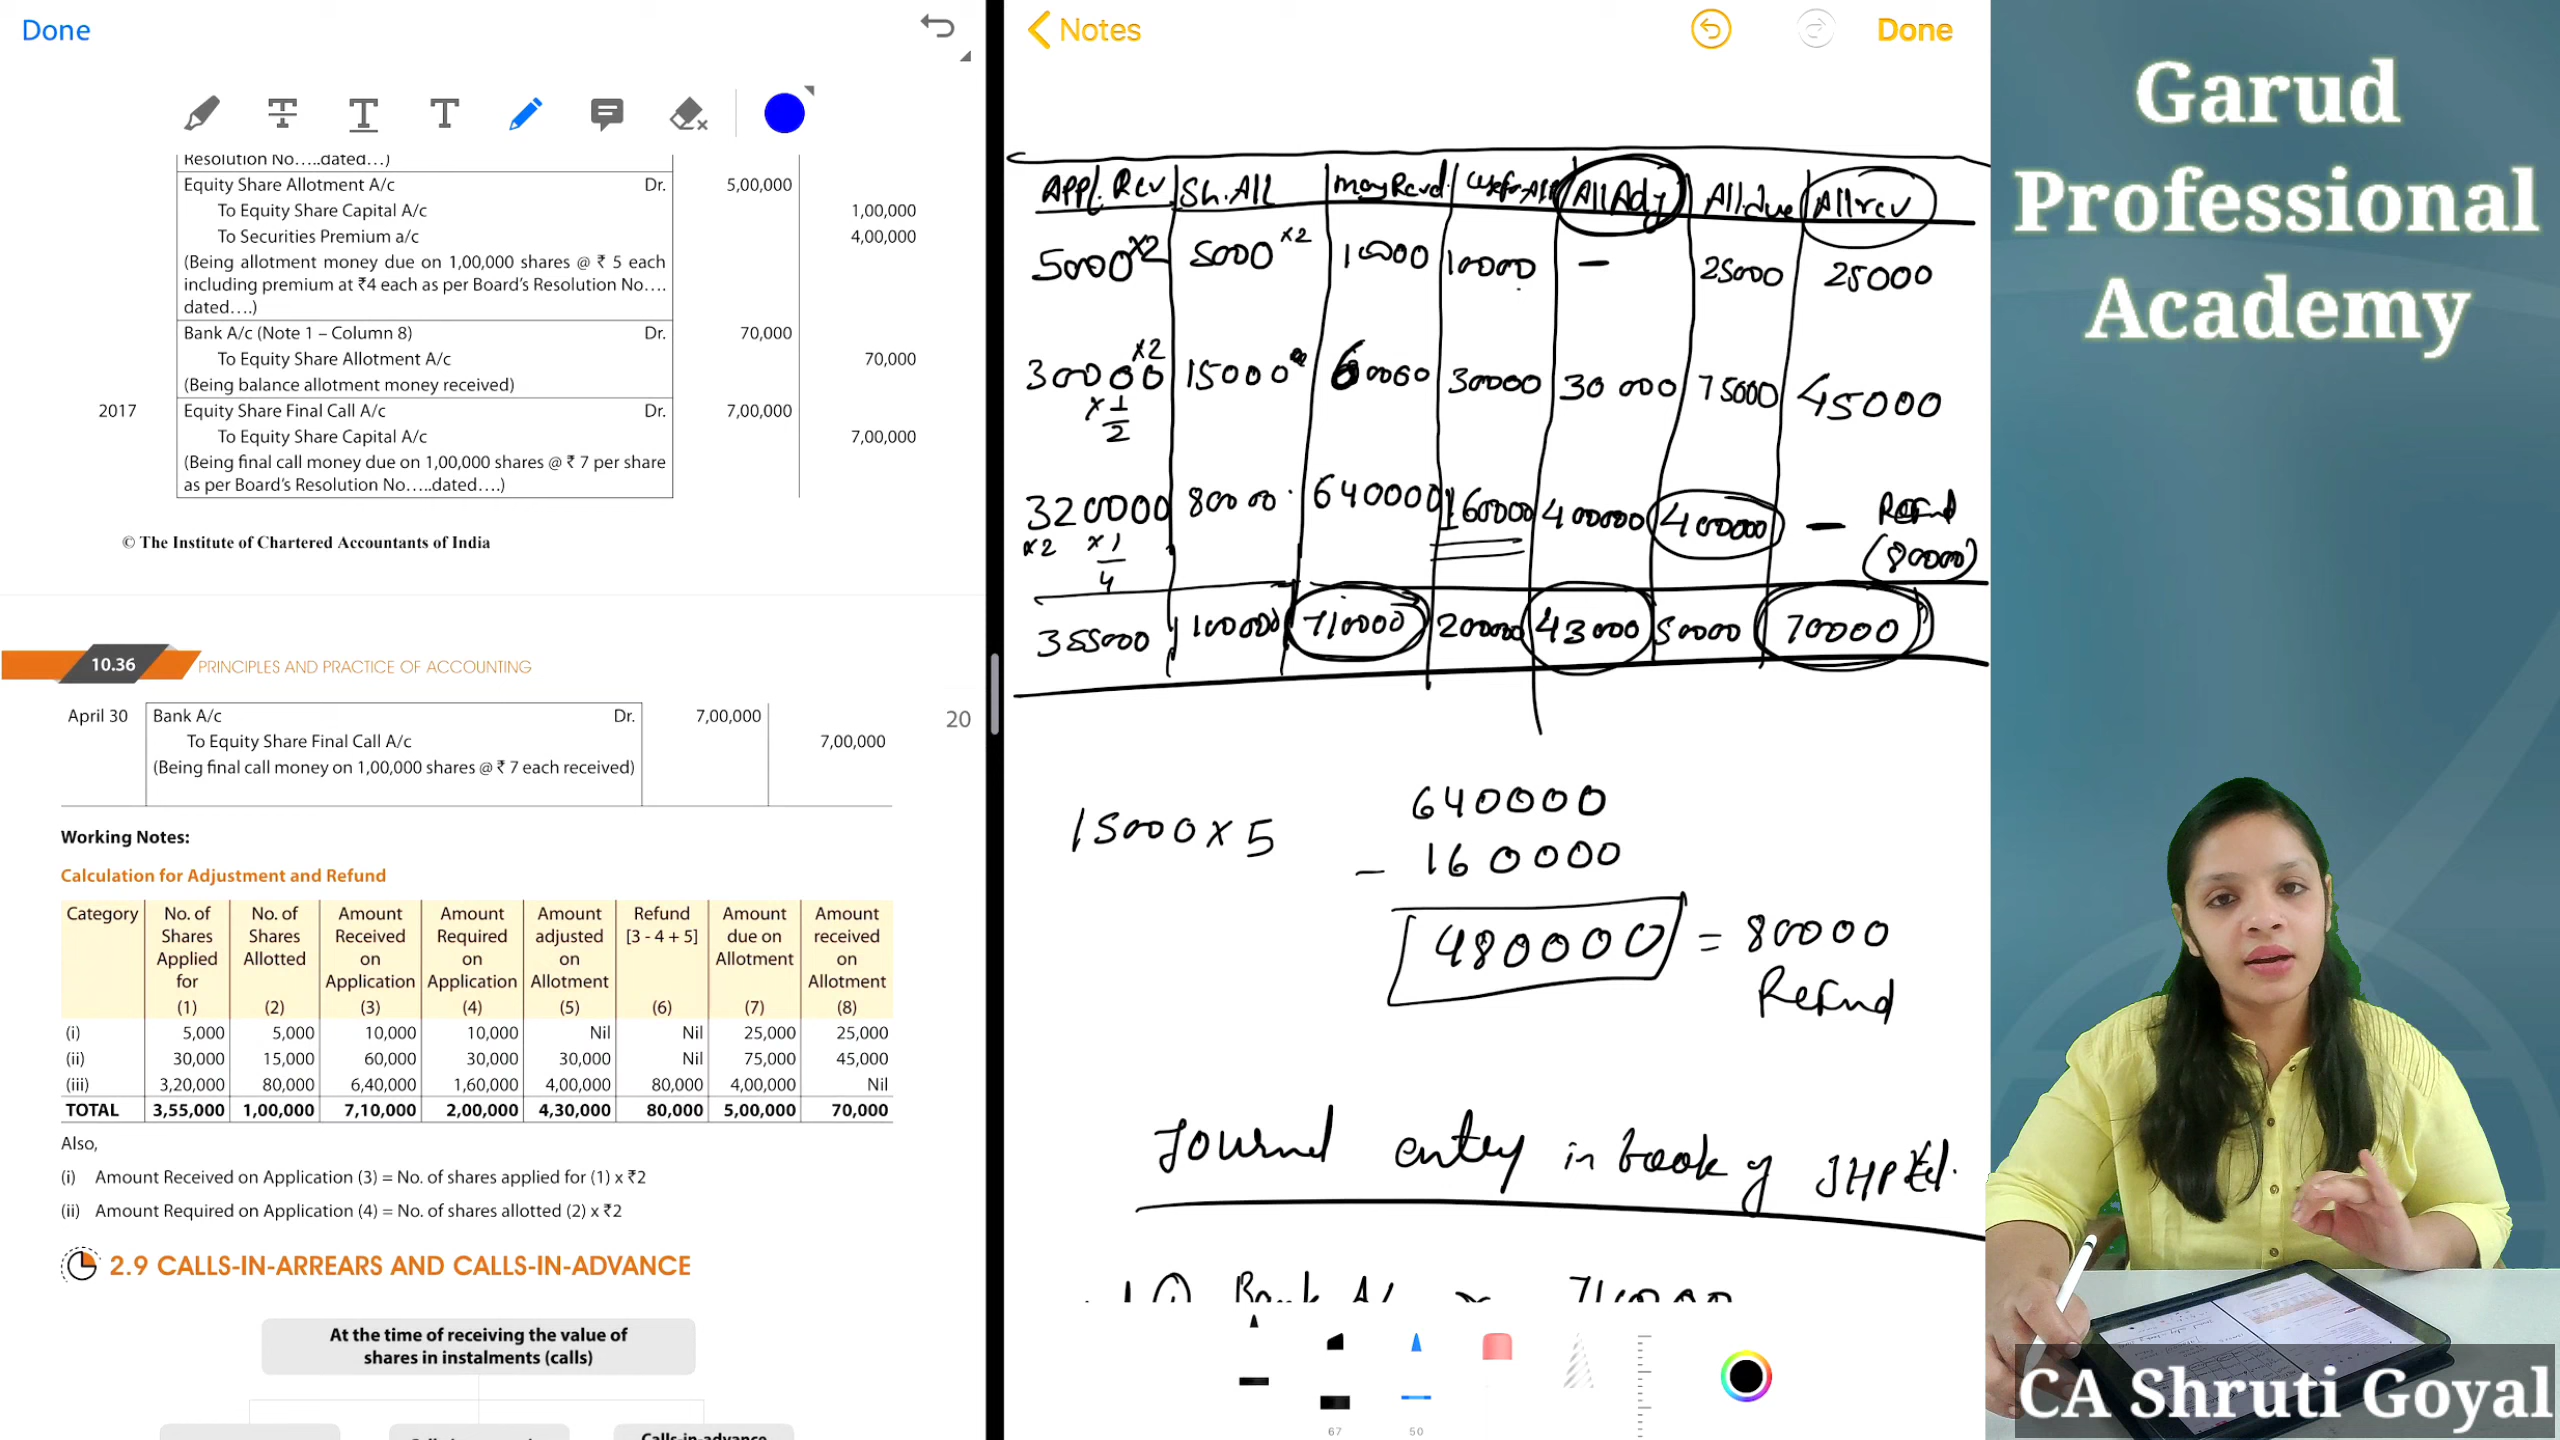 Done
Resolution No.....dated...)
Equity Share Allotment A/c Dr. 5,00,000
To Equity Share Capital A/c 1,00,000
To Securities Premium a/c 4,00,000
(Being allotment money due on 1,00,000 shares @ ₹ 5 each
including premium at ₹4 each as per Board's Resolution No....
dated....)
Bank A/c (Note 1 – Column 8) Dr. 70,000
To Equity Share Allotment A/c 70,000
(Being balance allotment money received)
2017 Equity Share Final Call A/c Dr. 7,00,000
To Equity Share Capital A/c 7,00,000
(Being final call money due on 1,00,000 shares @ ₹ 7 per share
as per Board's Resolution No.....dated....)
© The Institute of Chartered Accountants of India
10.36 PRINCIPLES AND PRACTICE OF ACCOUNTING
April 30 Bank A/c Dr. 7,00,000
20
To Equity Share Final Call A/c 7,00,000
(Being final call money on 1,00,000 shares @ ₹ 7 each received)
Working Notes:
Calculation for Adjustment and Refund
Category No. of No. of Amount Amount Amount Refund Amount Amount
Shares Shares Received Required adjusted [3 - 4 + 5] due on received
Applied Allotted on on on Allotment on
for Application Application Allotment Allotment
(1) (2) (3) (4) (5) (6) (7) (8)
(i) 5,000 5,000 10,000 10,000 Nil Nil 25,000 25,000
(ii) 30,000 15,000 60,000 30,000 30,000 Nil 75,000 45,000
(iii) 3,20,000 80,000 6,40,000 1,60,000 4,00,000 80,000 4,00,000 Nil
TOTAL 3,55,000 1,00,000 7,10,000 2,00,000 4,30,000 80,000 5,00,000 70,000
Also,
(i) Amount Received on Application (3) = No. of shares applied for (1) x ₹2
(ii) Amount Required on Application (4) = No. of shares allotted (2) x ₹2
2.9 CALLS-IN-ARREARS AND CALLS-IN-ADVANCE
At the time of receiving the value of
shares in instalments (calls)
Calls-in-advance
Notes
Done
Appl. Rcv Sh. All All Adj All.due All rcv
5000 x2 5000 x2 10000 10000 – 25000 25000
30000 x2 15000 60000 30000 30 000 75000 45000
x 1/2
320000 80000 640000 160000 400000 400000 – Refund
x2 x 1/4 (80000)
355000 100000 710000 200000 43000 50000 70000
15000 x 5
640000
– 160000
480000 = 80000
Refund
Journal entry in book of JHP Ltd.
Bank A/c 710000
67
50
Garud
Professional
Academy
CA Shruti Goyal